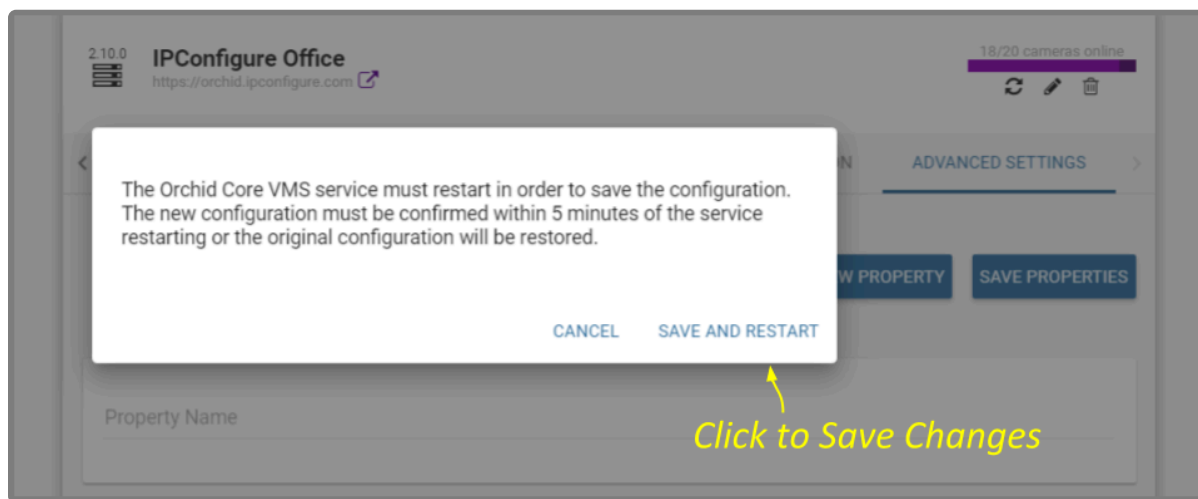 2.10.0
IPConfigure Office
https://orchid.ipconfigure.com
18/20 cameras online
ON
ADVANCED SETTINGS
The Orchid Core VMS service must restart in order to save the configuration.
The new configuration must be confirmed within 5 minutes of the service
restarting or the original configuration will be restored.
W PROPERTY
SAVE PROPERTIES
CANCEL
SAVE AND RESTART
Property Name
Click to Save Changes